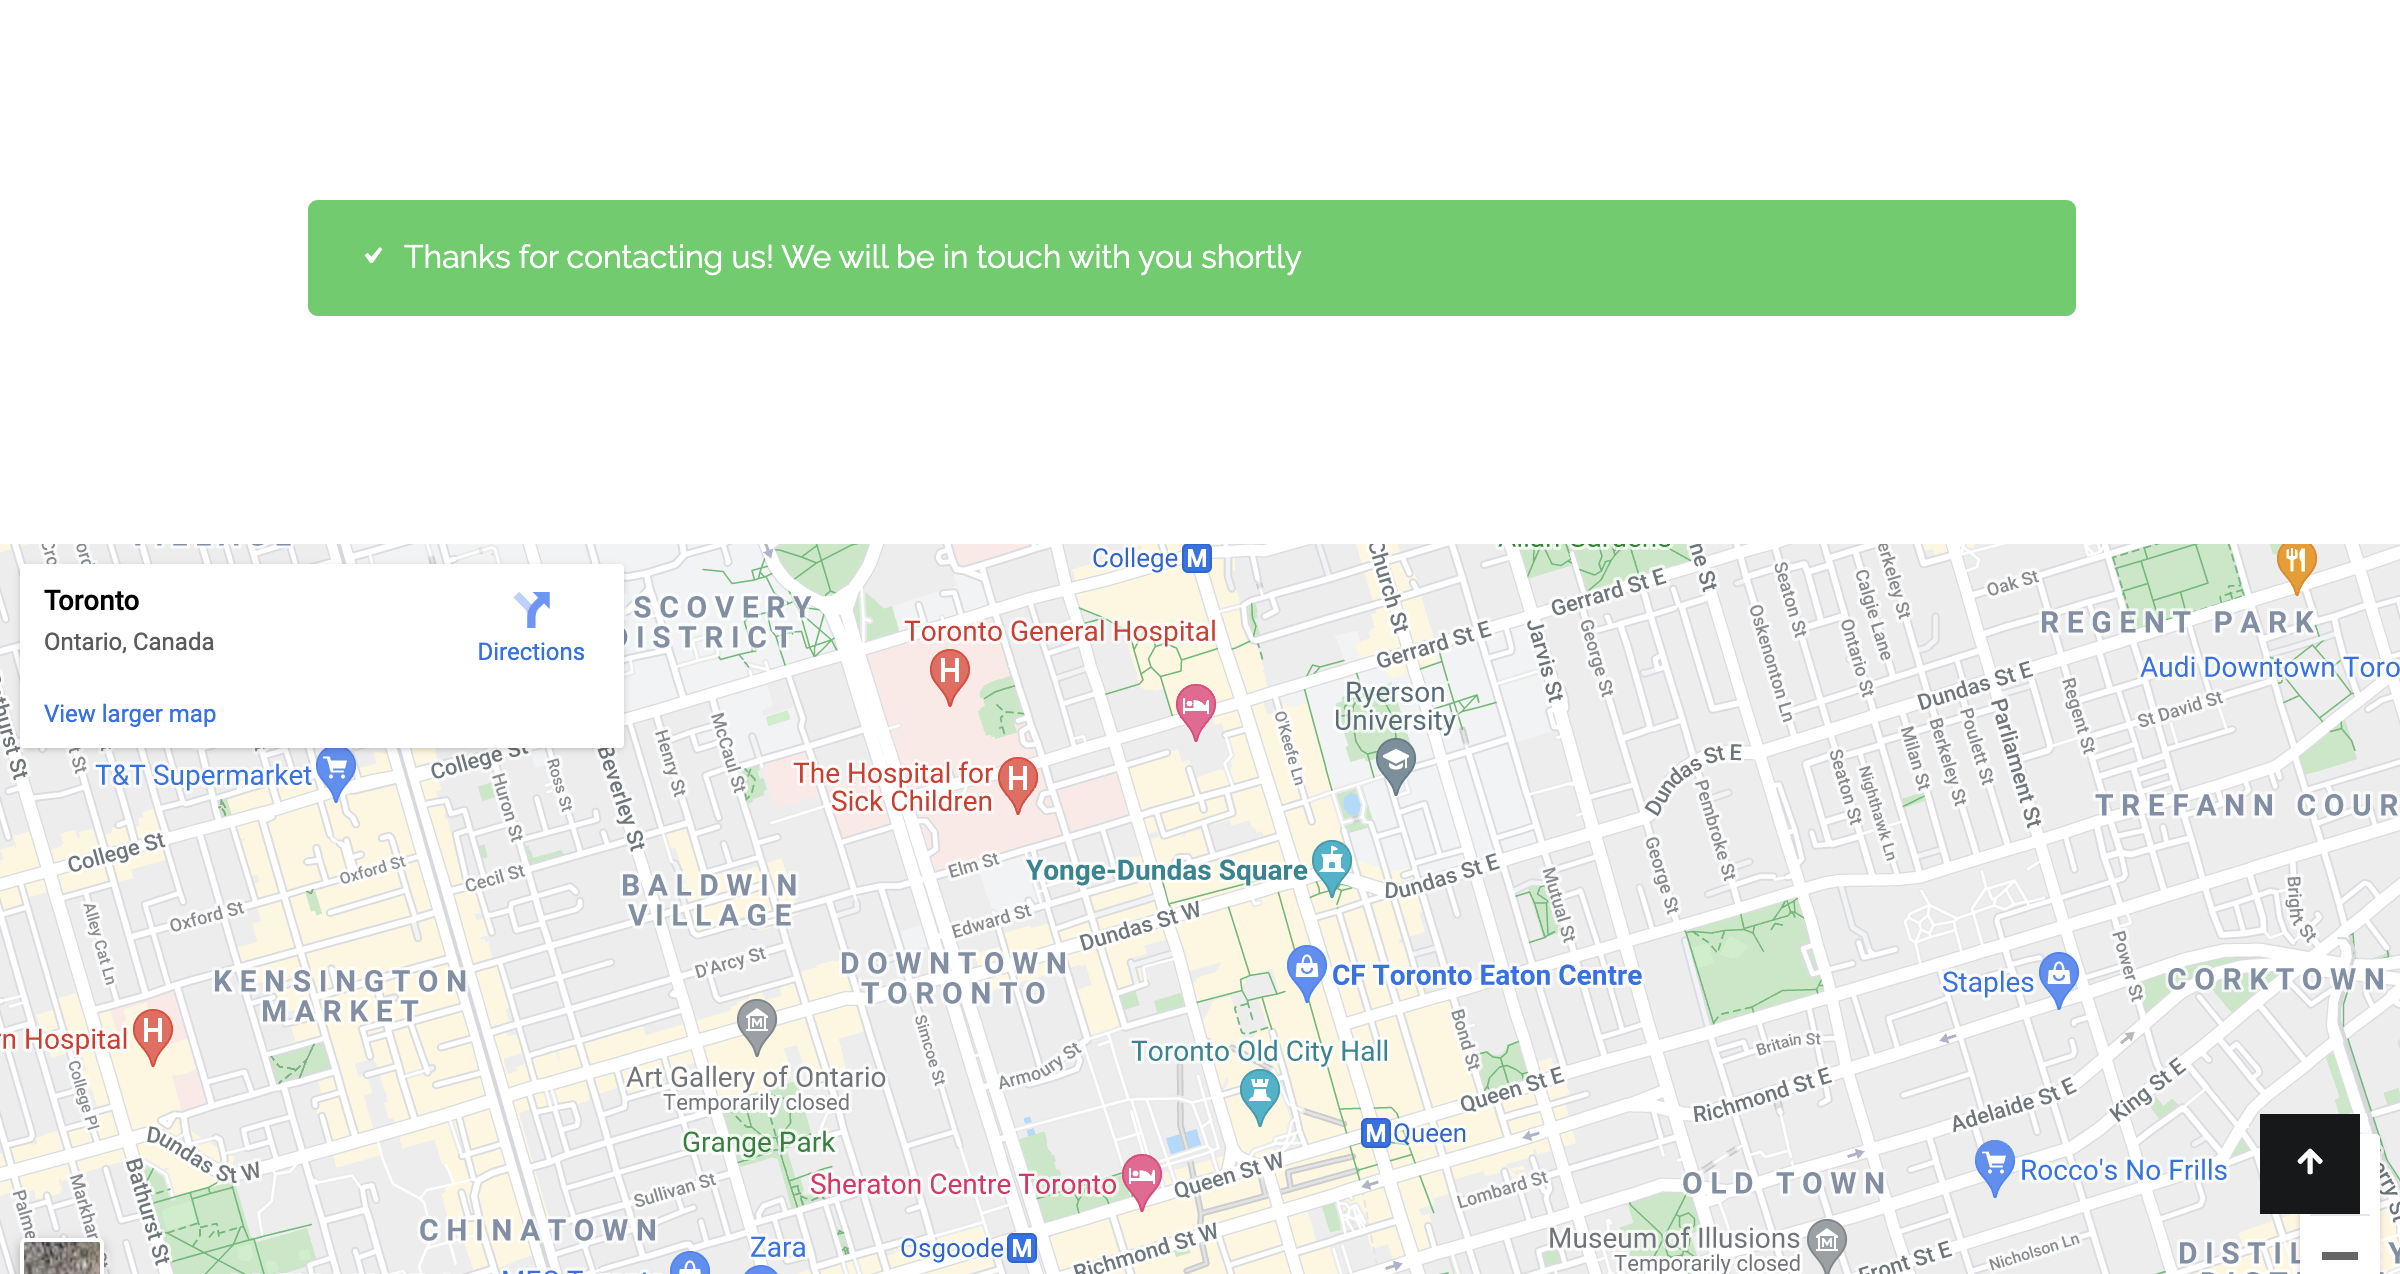 Thanks for contacting us! We will be in touch with you shortly
College
Toronto
Ontario, Canada
Directions
View larger map
SCOVERY
DISTRICT
Toronto General Hospital
Church St
Gerrard St E
Gerrard St E
Jarvis St
George St
Seaton St
Oskenonton Ln
Calgie Lane
Ontario St
Oak St
REGENT PARK
Audi Downtown Toro
Dundas St E
St David St
Regent St
Parliament St
Poulett St
Berkeley St
Milan St
Nighthawk Ln
Seaton St
Ryerson
University
O'Keefe Ln
McCaul St
Henry St
Beverley St
Ross St
Huron St
College St
T&T Supermarket
The Hospital for
Sick Children
Dundas St E
Pembroke St
George St
TREFANN COUR
College St
Oxford St
Cecil St
Elm St
Yonge-Dundas Square
Dundas St E
Mutual St
BALDWIN
VILLAGE
Oxford St
Alley Cat Ln
Edward St
Dundas St W
D'Arcy St
DOWNTOWN
TORONTO
CF Toronto Eaton Centre
Bright St
Power St
Staples
CORKTOWN
KENSINGTON
MARKET
n Hospital
College Pl
Simcoe St
Armoury St
Toronto Old City Hall
Bond St
Britain St
Art Gallery of Ontario
Temporarily closed
Grange Park
Queen St E
Richmond St E
Adelaide St E
King St E
Queen
Dundas St W
Bathurst St
Sullivan St
Sheraton Centre Toronto
Queen St W
Lombard St
OLD TOWN
Rocco's No Frills
CHINATOWN
Zara
Osgoode
Richmond St W
Museum of Illusions
Temporarily closed
Front St E
Nicholson Ln
DISTIL